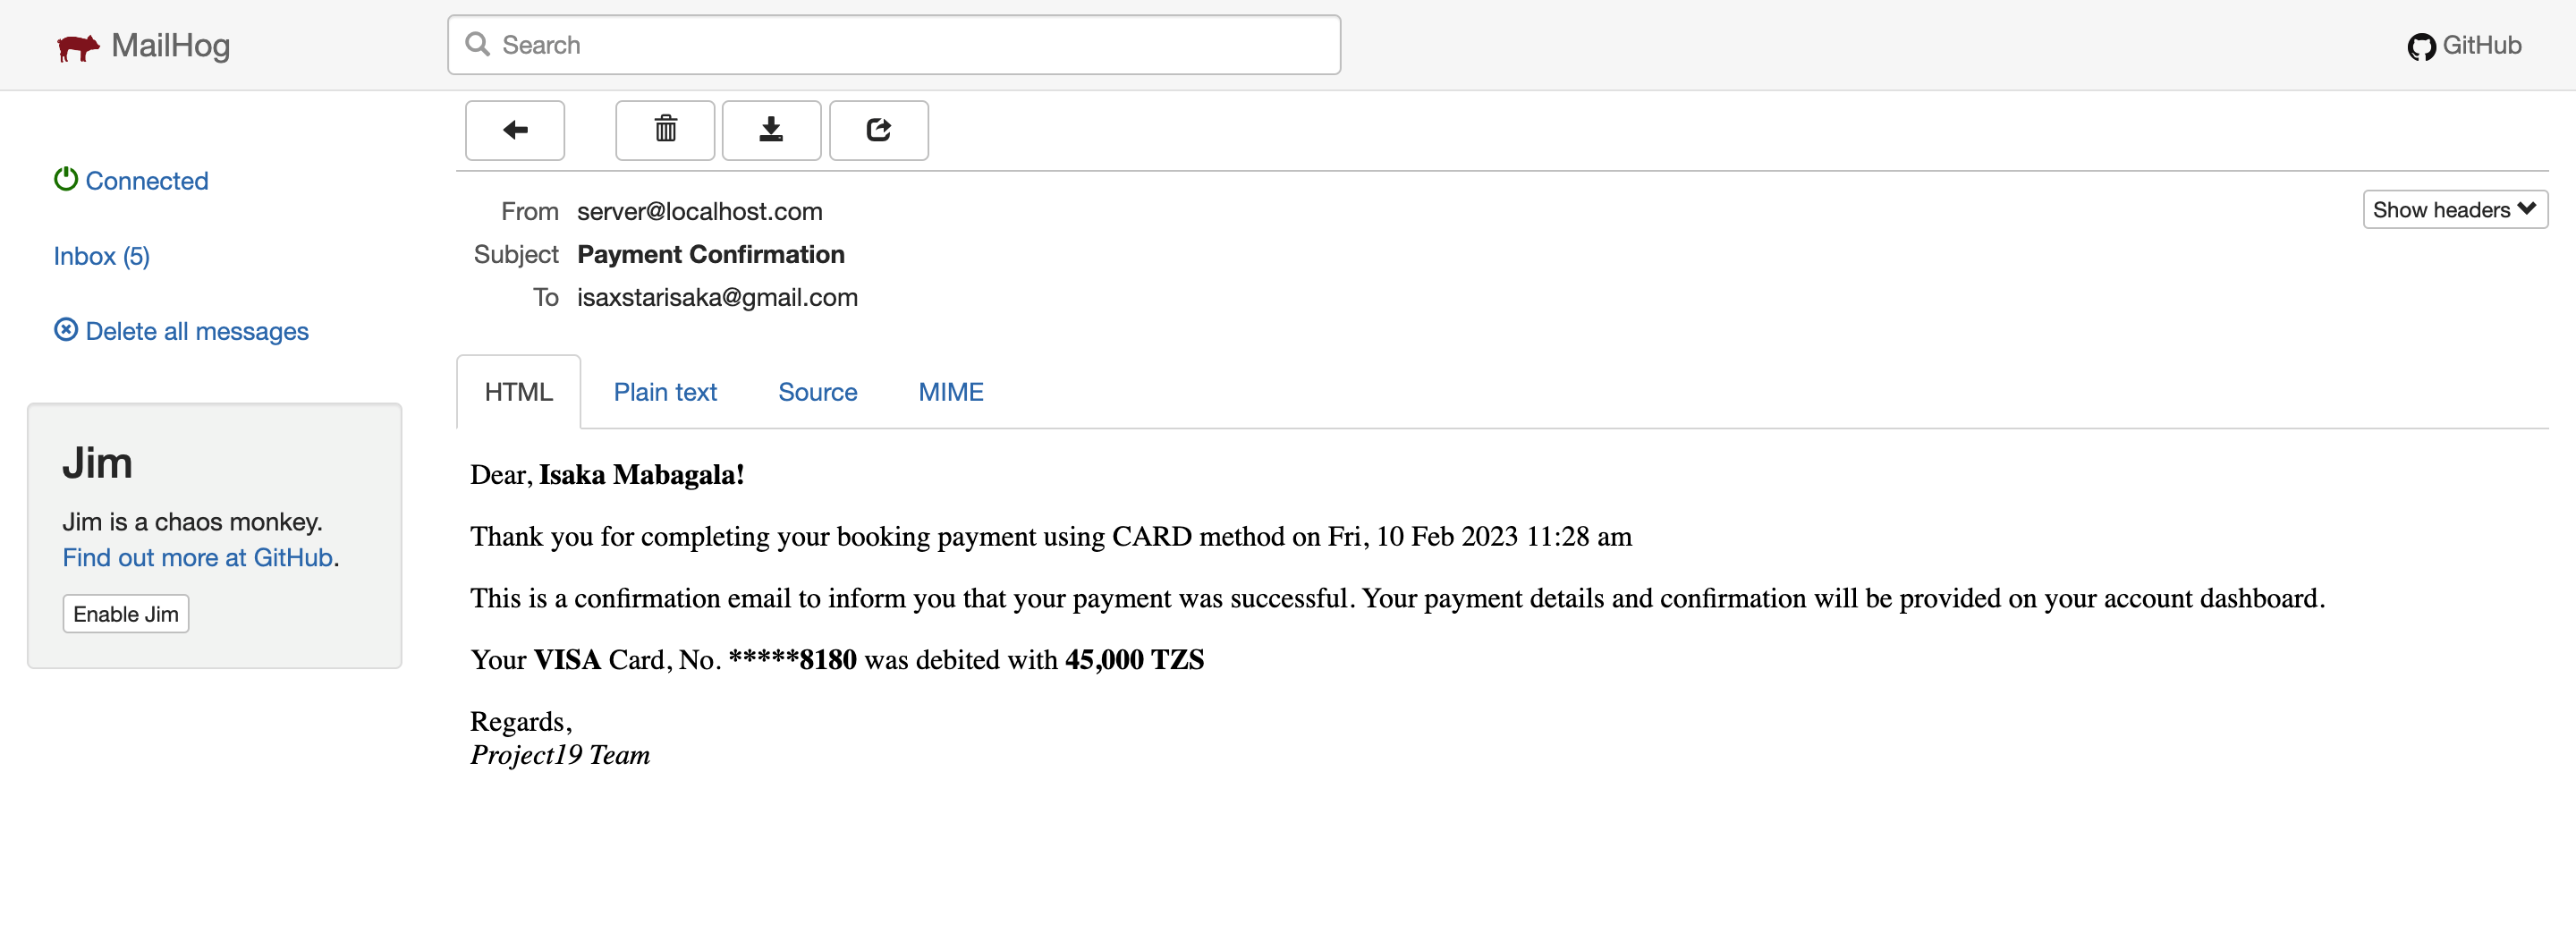 MailHog
Search
GitHub
Connected
Inbox (5)
Delete all messages
Jim
Jim is a chaos monkey.
Find out more at GitHub.
Enable Jim
From server@localhost.com
Show headers
Subject Payment Confirmation
To isaxstarisaka@gmail.com
HTML Plain text Source MIME
Dear, Isaka Mabagala!
Thank you for completing your booking payment using CARD method on Fri, 10 Feb 2023 11:28 am
This is a confirmation email to inform you that your payment was successful. Your payment details and confirmation will be provided on your account dashboard.
Your VISA Card, No. *****8180 was debited with 45,000 TZS
Regards,
Project19 Team